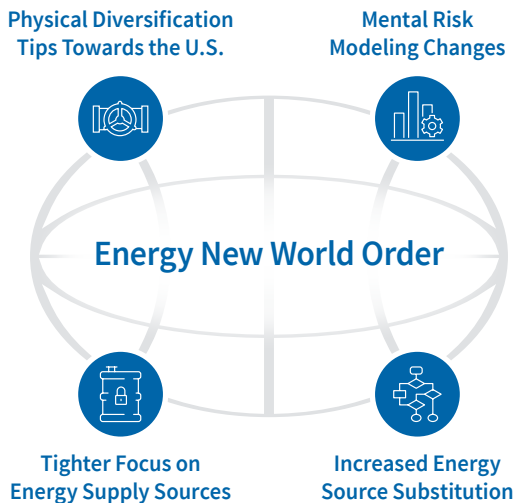 Physical Diversification
Tips Towards the U.S.
Mental Risk
Modeling Changes
Energy New World Order
Tighter Focus on
Energy Supply Sources
Increased Energy
Source Substitution